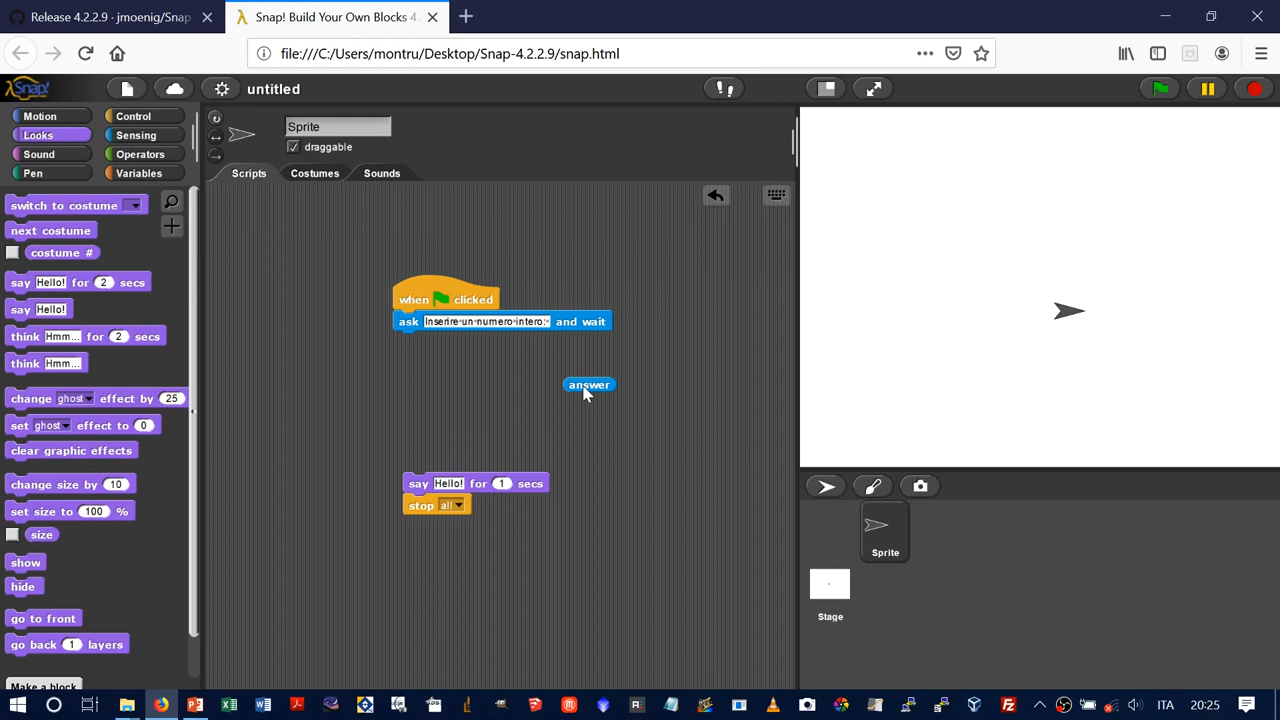 Release 4.2.2.9 · jmoenig/Snap
Snap! Build Your Own Blocks 4.
file:///C:/Users/montru/Desktop/Snap-4.2.2.9/snap.html
Snap!
untitled
Motion
Control
Looks
Sensing
Sound
Operators
Pen
Variables
Sprite
draggable
Scripts
Costumes
Sounds
switch to costume
next costume
costume #
say Hello! for 2 secs
say Hello!
think Hmm... for 2 secs
think Hmm...
change ghost effect by 25
set ghost effect to 0
clear graphic effects
change size by 10
set size to 100 %
size
show
hide
go to front
go back 1 layers
Make a block
when clicked
ask Inserire·un·numero·intero:· and wait
answer
say Hello! for 1 secs
stop all
Sprite
Stage
ITA
20:25